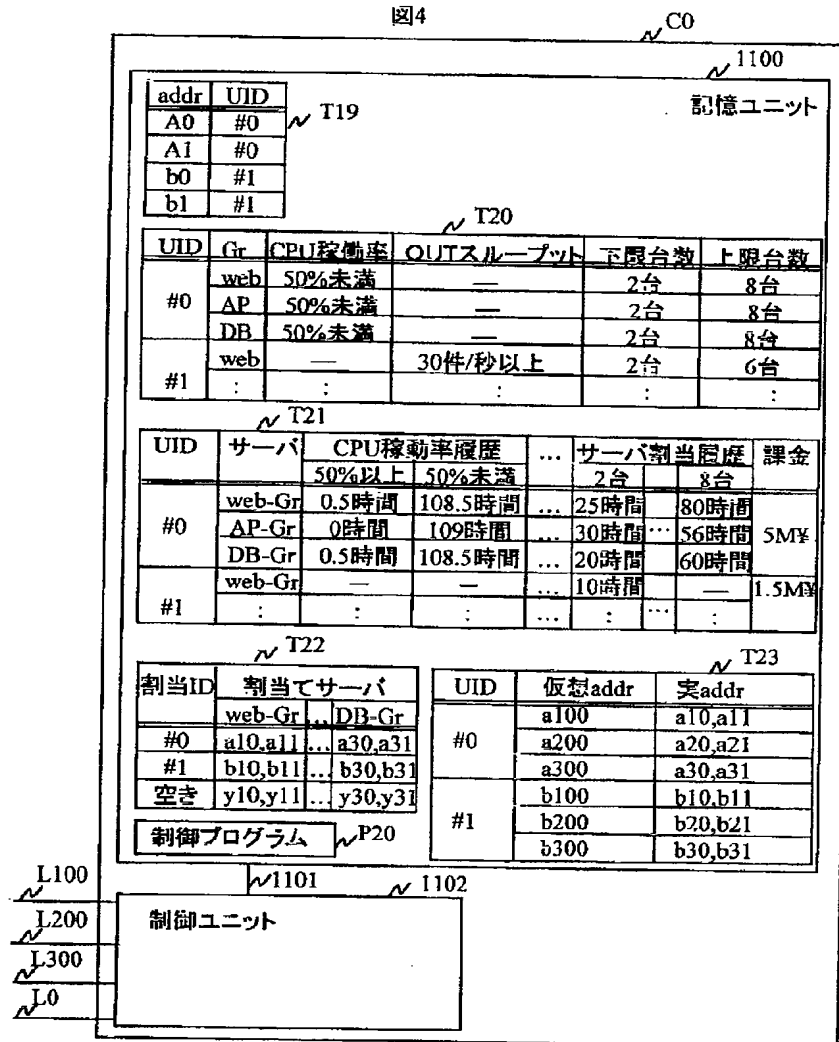 図4
C0
1100
記憶ユニット
addr UID
T19
A0 #0
A1 #0
b0 #1
b1 #1
T20
UID Gr CPU稼働率 OUTスループット 下限台数 上限台数
#0 web 50%未満 — 2台 8台
AP 50%未満 — 2台 8台
DB 50%未満 — 2台 8台
#1 web — 30件/秒以上 2台 6台
: : : : :
T21
UID サーバ CPU稼動率履歴 … サーバ割当履歴 課金
50%以上 50%未満 2台 8台
#0 web-Gr 0.5時間 108.5時間 … 25時間 80時間 5M¥
AP-Gr 0時間 109時間 … 30時間 … 56時間
DB-Gr 0.5時間 108.5時間 … 20時間 60時間
#1 web-Gr — — … 10時間 — 1.5M¥
: : : … : … :
T22
割当ID 割当てサーバ
web-Gr … DB-Gr
#0 a10,a11 … a30,a31
#1 b10,b11 … b30,b31
空き y10,y11 … y30,y31
T23
UID 仮想addr 実addr
#0 a100 a10,a11
a200 a20,a21
a300 a30,a31
#1 b100 b10,b11
b200 b20,b21
b300 b30,b31
制御プログラム P20
1101
1102
制御ユニット
L100
L200
L300
L0